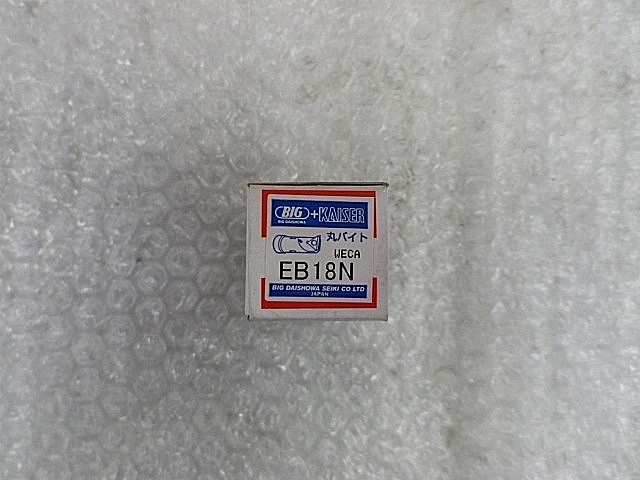 BIG+KAISER
BIG DAISHOWA
丸バイト
WECA
EB18N
BIG DAISHOWA SEIKI CO LTD
JAPAN